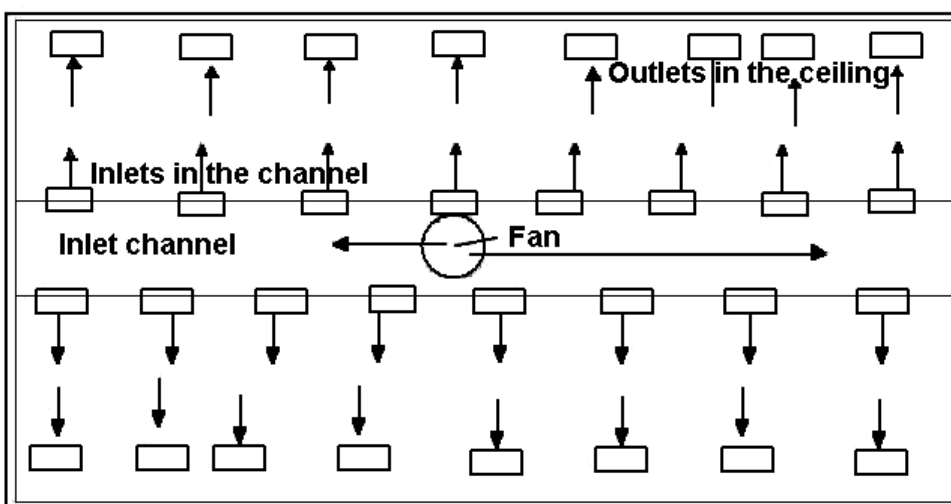 Outlets in the ceiling
Inlets in the channel
Inlet channel
Fan